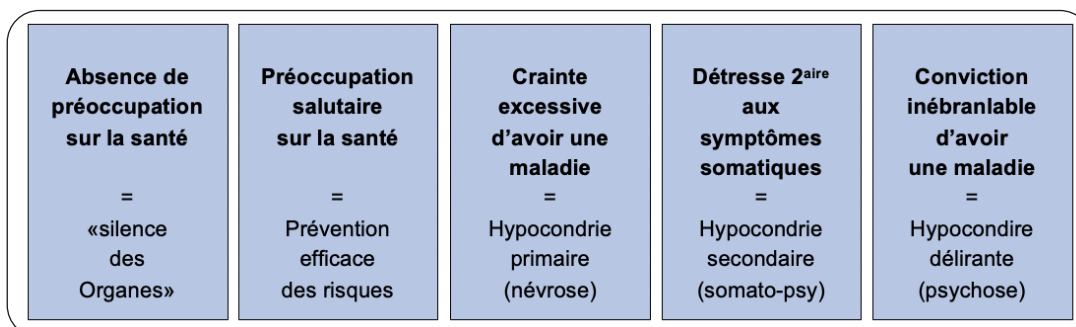 Absence de
préoccupation
sur la santé
=
«silence
des
Organes»
Préoccupation
salutaire
sur la santé
=
Prévention
efficace
des risques
Crainte
excessive
d’avoir une
maladie
=
Hypocondrie
primaire
(névrose)
Détresse 2aire
aux
symptômes
somatiques
=
Hypocondrie
secondaire
(somato-psy)
Conviction
inébranlable
d’avoir
une maladie
=
Hypocondire
délirante
(psychose)